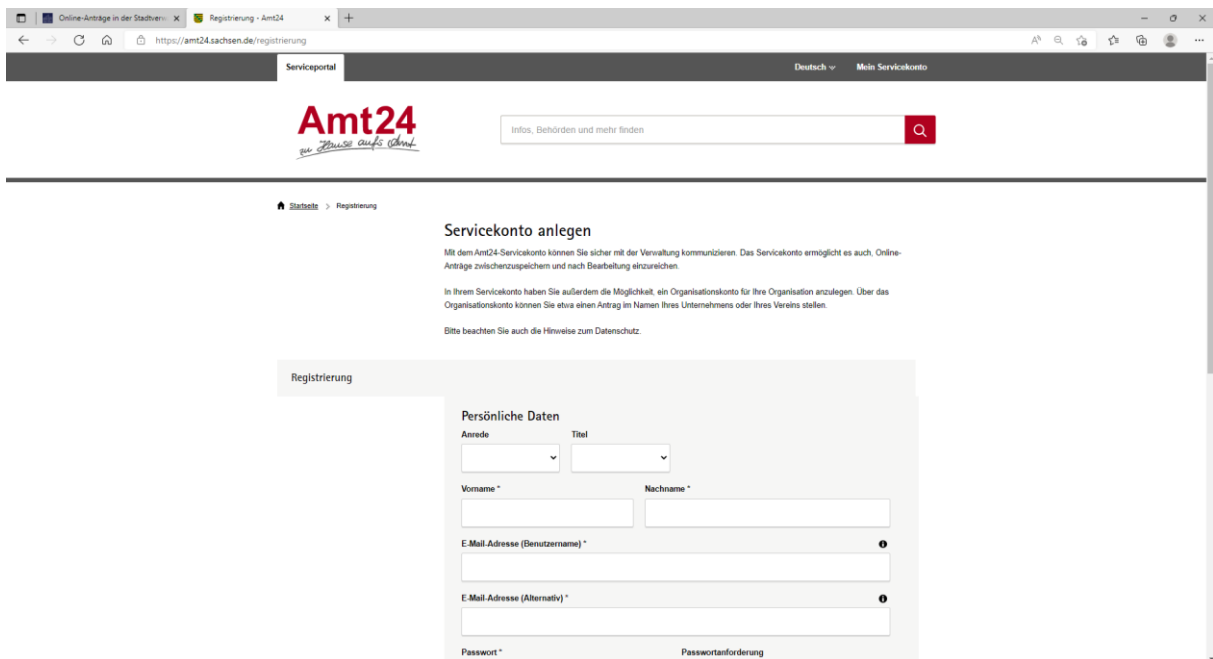 Online-Anträge in der Stadtverw
Registrierung - Amt24
https://amt24.sachsen.de/registrierung
Serviceportal
Deutsch
Mein Servicekonto
Amt24
zu Hause aufs Amt
Infos, Behörden und mehr finden
Startseite > Registrierung
Servicekonto anlegen
Mit dem Amt24-Servicekonto können Sie sicher mit der Verwaltung kommunizieren. Das Servicekonto ermöglicht es auch, Online-
Anträge zwischenzuspeichern und nach Bearbeitung einzureichen.
In Ihrem Servicekonto haben Sie außerdem die Möglichkeit, ein Organisationskonto für Ihre Organisation anzulegen. Über das
Organisationskonto können Sie etwa einen Antrag im Namen Ihres Unternehmens oder Ihres Vereins stellen.
Bitte beachten Sie auch die Hinweise zum Datenschutz.
Registrierung
Persönliche Daten
Anrede
Titel
Vorname *
Nachname *
E-Mail-Adresse (Benutzername) *
E-Mail-Adresse (Alternativ) *
Passwort *
Passwortanforderung